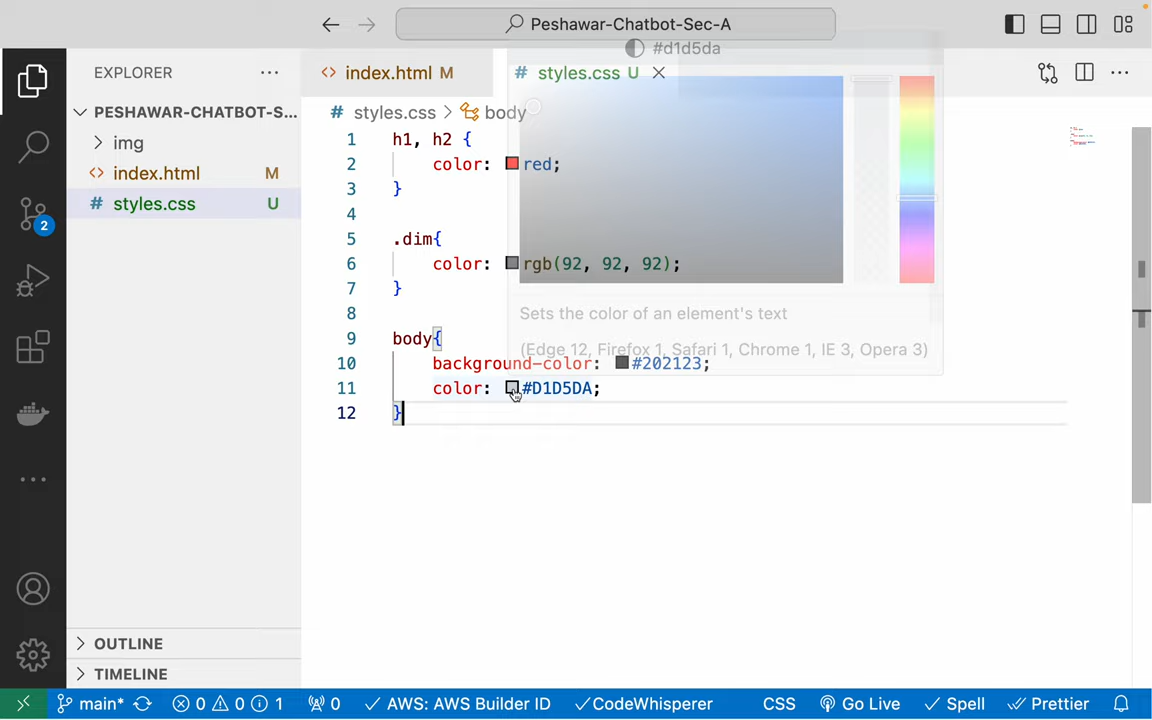 Peshawar-Chatbot-Sec-A
#d1d5da
EXPLORER
index.html M
# styles.css U
PESHAWAR-CHATBOT-S...
img
index.html M
# styles.css U
2
# styles.css > body
1 h1, h2 {
2 color: red;
3 }
4
5 .dim{
6 color: rgb(92, 92, 92);
7 }
8
9 body{
10 background-color: #202123;
11 color: #D1D5DA;
12 }
Sets the color of an element's text
(Edge 12, Firefox 1, Safari 1, Chrome 1, IE 3, Opera 3)
OUTLINE
TIMELINE
main* 0 0 1 0 AWS: AWS Builder ID CodeWhisperer CSS Go Live Spell Prettier